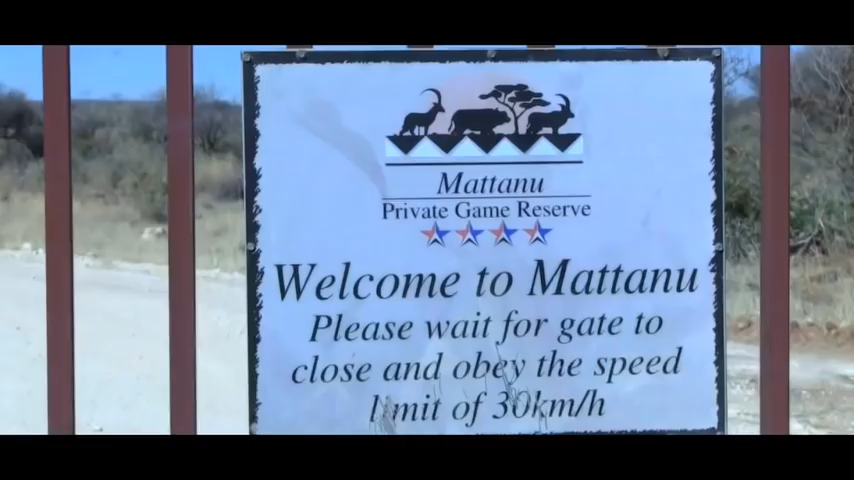 Mattanu
Private Game Reserve
Welcome to Mattanu
Please wait for gate to
close and obey the speed
limit of 30km/h